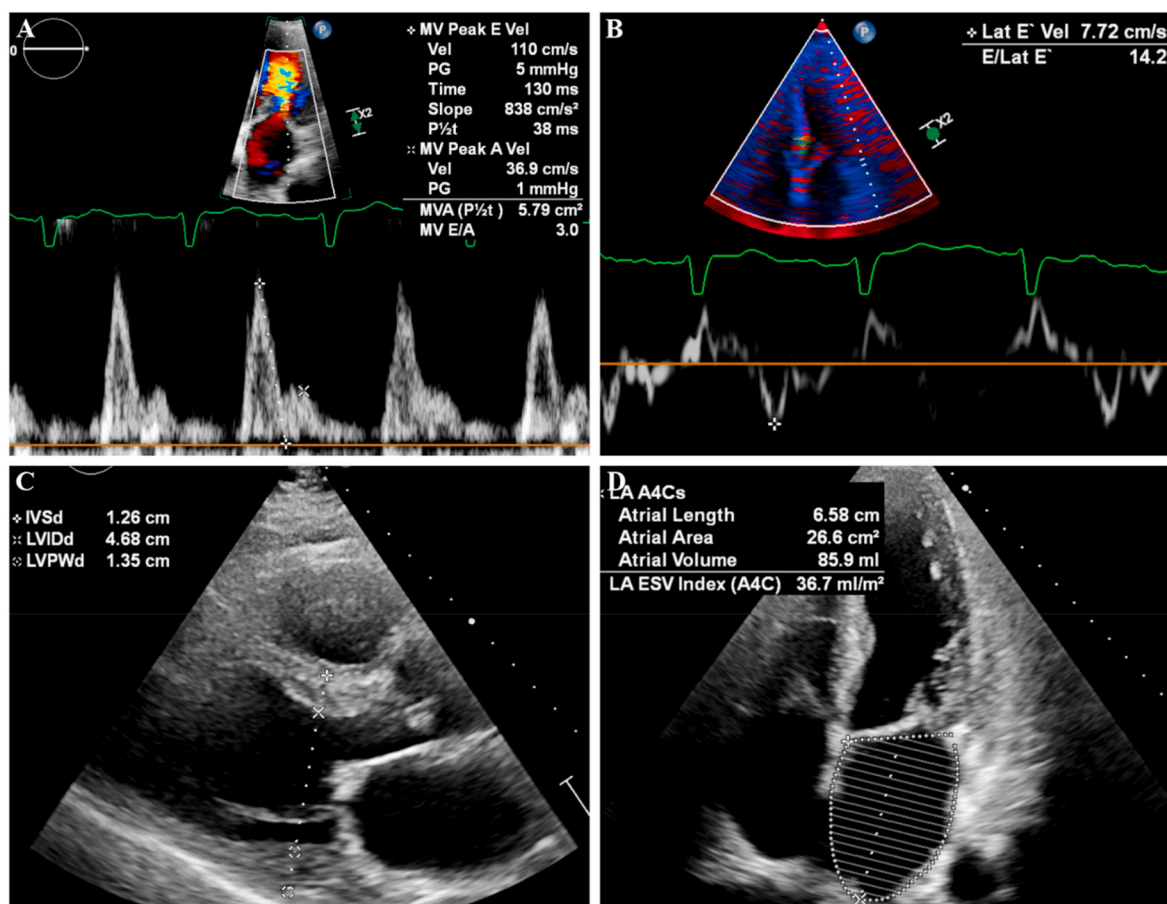 A
0
P
MV Peak E Vel
Vel 110 cm/s
PG 5 mmHg
Time 130 ms
Slope 838 cm/s²
P½t 38 ms
MV Peak A Vel
Vel 36.9 cm/s
PG 1 mmHg
MVA (P½t) 5.79 cm²
MV E/A 3.0
X2
B
P
Lat E` Vel 7.72 cm/s
E/Lat E` 14.2
X2
C
IVSd 1.26 cm
LVIDd 4.68 cm
LVPWd 1.35 cm
D
LA A4Cs
Atrial Length 6.58 cm
Atrial Area 26.6 cm²
Atrial Volume 85.9 ml
LA ESV Index (A4C) 36.7 ml/m²